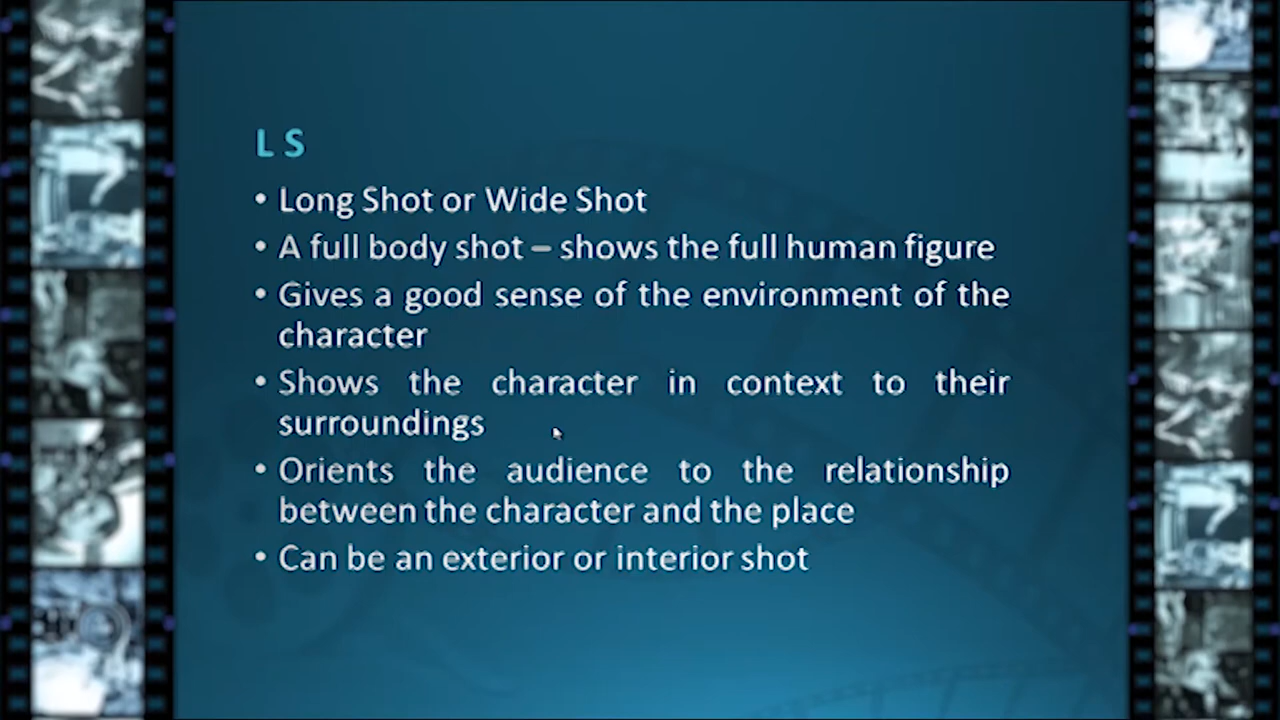 L S
• Long Shot or Wide Shot
• A full body shot – shows the full human figure
• Gives a good sense of the environment of the
character
• Shows the character in context to their
surroundings
• Orients the audience to the relationship
between the character and the place
• Can be an exterior or interior shot